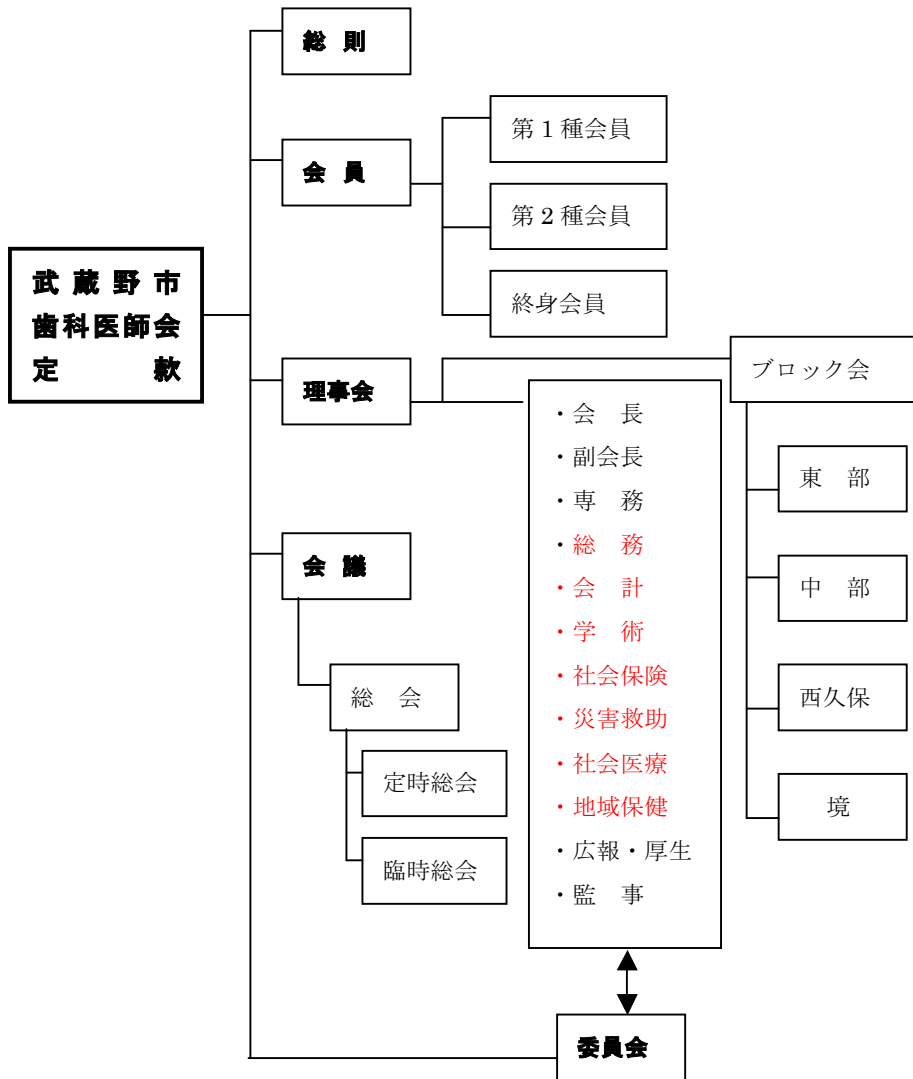 総 則
会 員
第１種会員
第２種会員
終身会員
武 蔵 野 市
歯科医師会
定 款
理事会
ブロック会
・会 長
・副会長
・専 務
・総 務
・会 計
・学 術
・社会保険
・災害救助
・社会医療
・地域保健
・広報・厚生
・監 事
東 部
中 部
西久保
境
会 議
総 会
定時総会
臨時総会
委員会